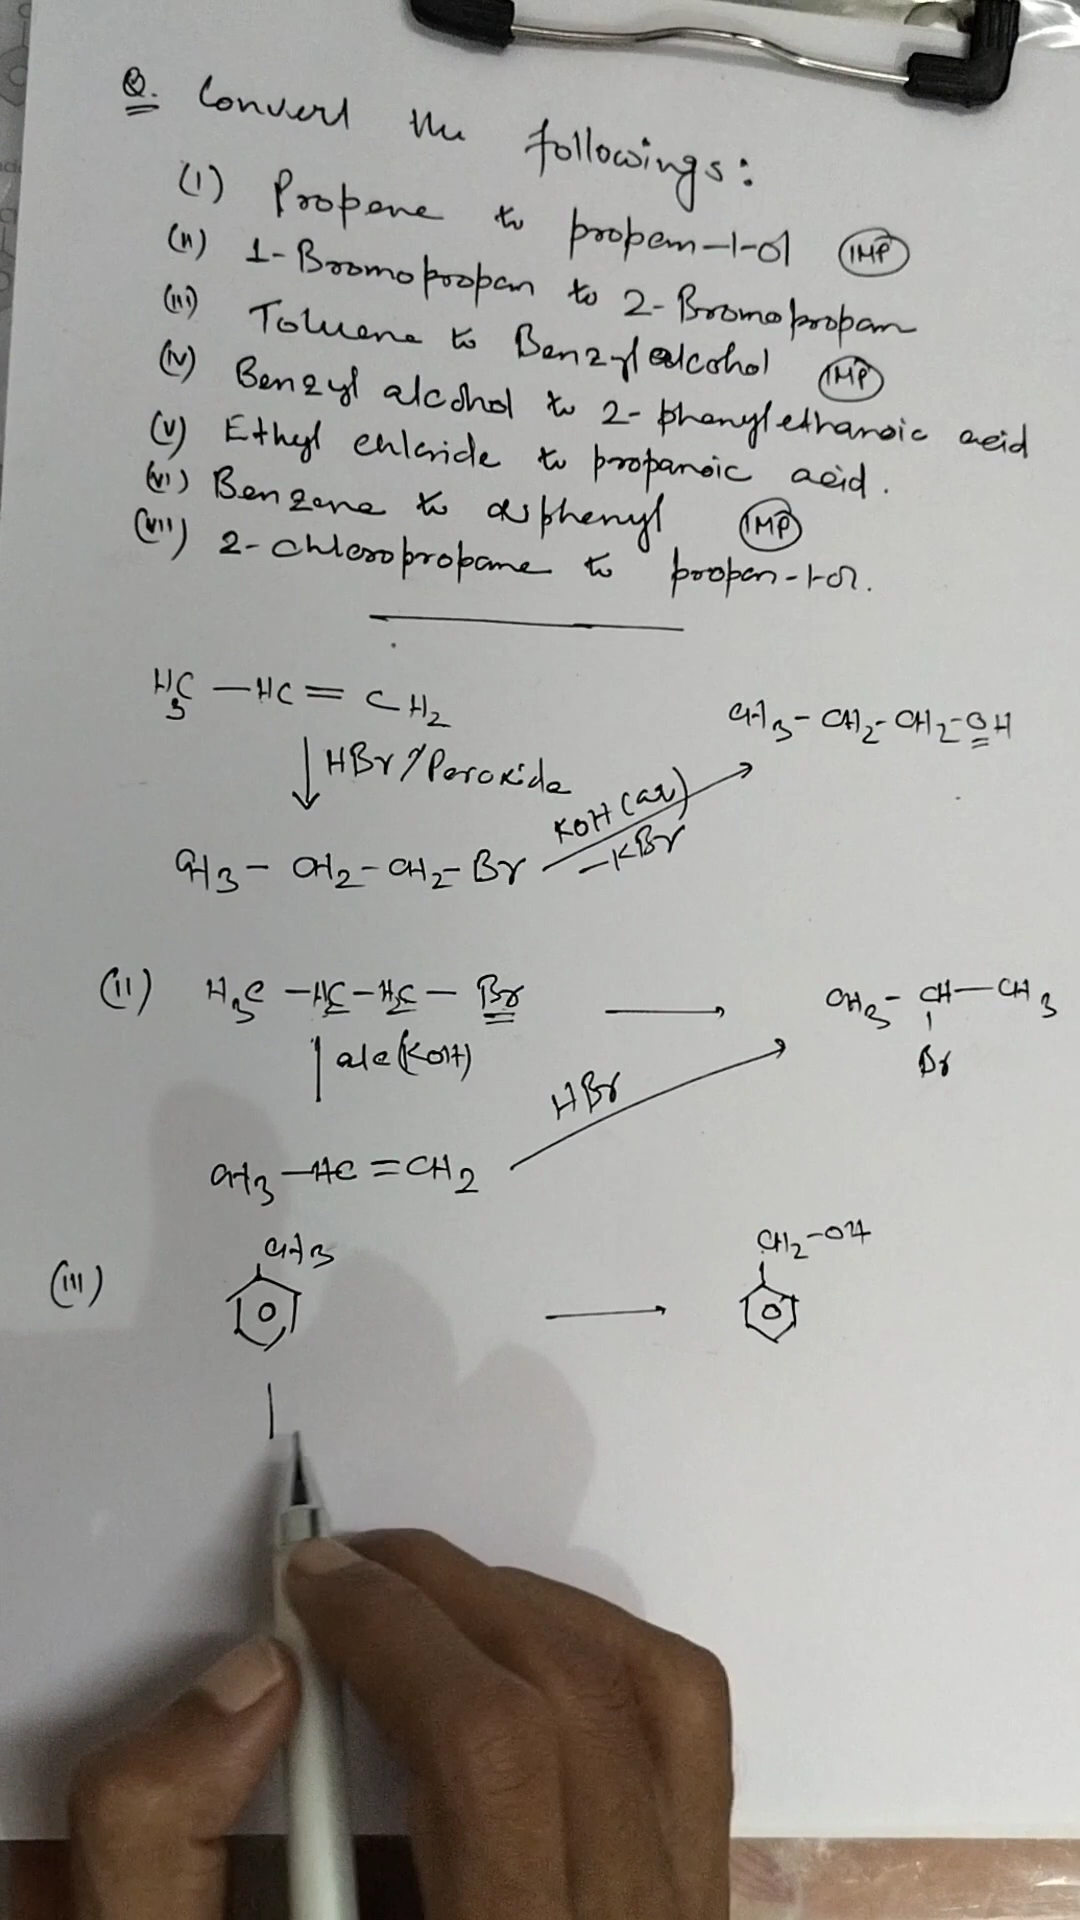 Q. Convert the followings:
(I) Propene to propan-1-ol (IMP)
(II) 1-Bromopropan to 2-Bromopropan
(III) Toluene to Benzyl alcohol (IMP)
(IV) Benzyl alcohol to 2-phenylethanoic acid
(V) Ethyl chloride to propanoic acid.
(VI) Benzene to diphenyl (IMP)
(VII) 2-chloropropane to propan-1-ol.
H3C — HC = CH2
CH3 - CH2 - CH2 - OH
HBr / Peroxide
KOH (aq)
- KBr
CH3 - CH2 - CH2 - Br
(II) H3C - H2C - H2C - Br → CH3 - CH - CH3
Br
alc (KOH)
HBr
CH3 - HC = CH2
CH3
CH2 - OH
(III)